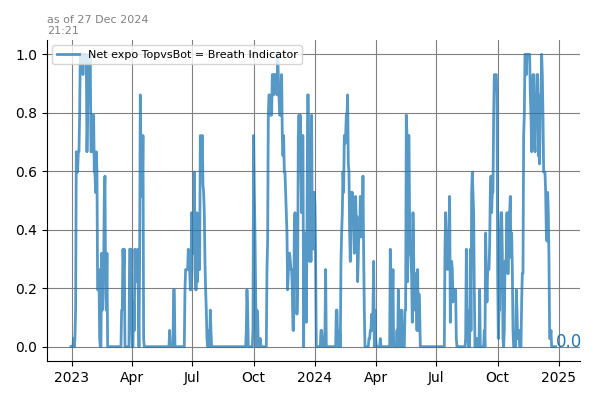 as of 27 Dec 2024
21:21
Net expo TopvsBot = Breath Indicator
1.0
0.8
0.6
0.4
0.2
0.0
0.0
2023 Apr Jul Oct 2024 Apr Jul Oct 2025